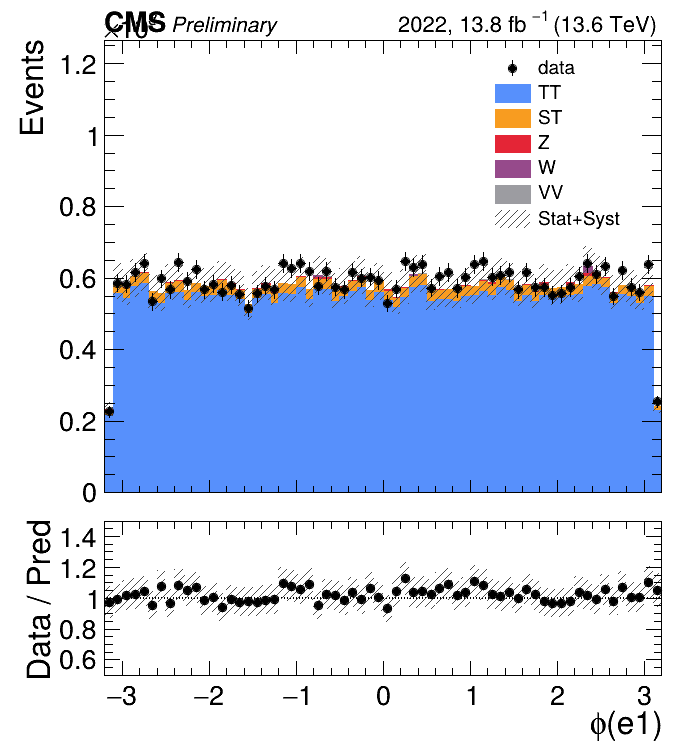 CMS Preliminary 2022, 13.8 fb⁻¹ (13.6 TeV)
Events
1.2
1
0.8
0.6
0.4
0.2
0
data
TT
ST
Z
W
VV
Stat+Syst
Data / Pred
1.4
1.2
1
0.8
0.6
−3 −2 −1 0 1 2 3
ϕ(e1)